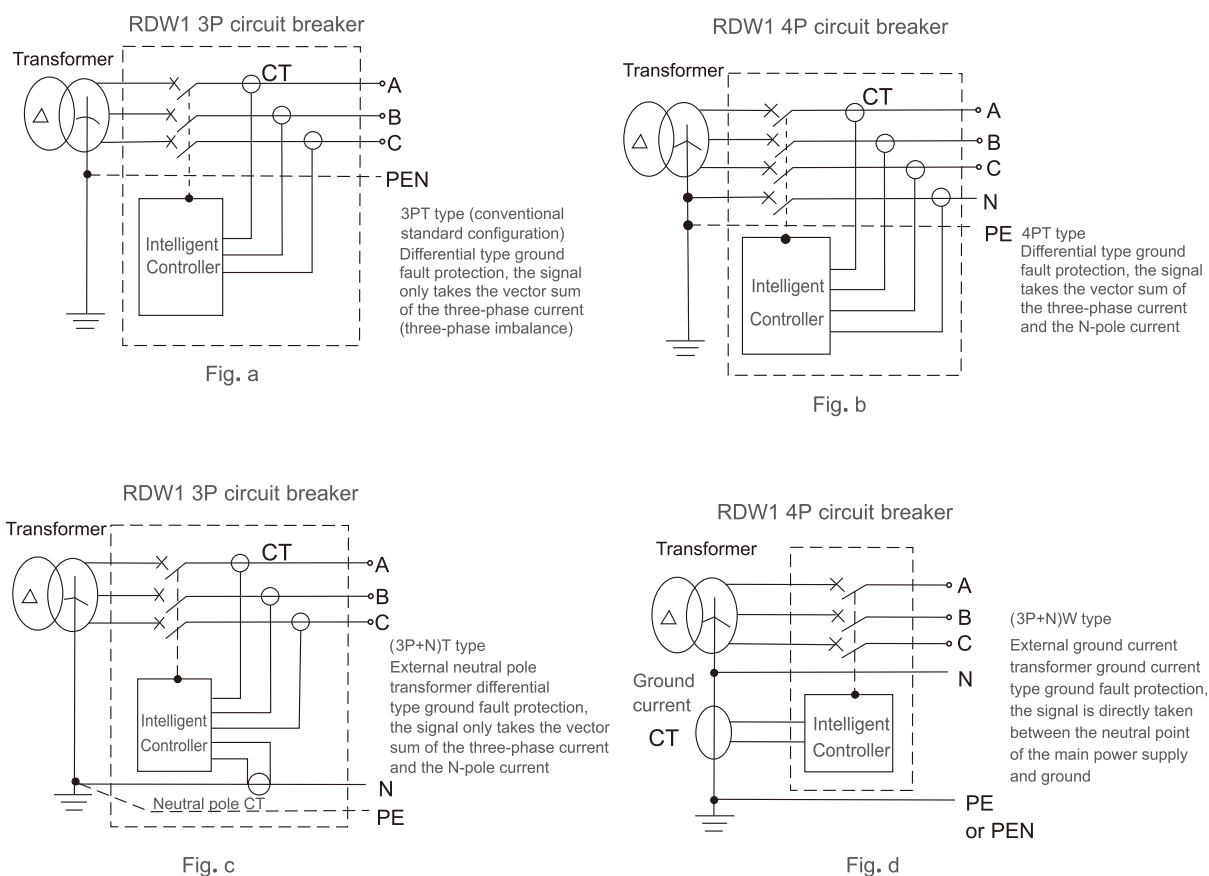 RDW1 3P circuit breaker
Transformer
CT
A
B
C
PEN
Intelligent
Controller
3PT type (conventional
standard configuration)
Differential type ground
fault protection, the signal
only takes the vector sum
of the three-phase current
(three-phase imbalance)
Fig. a
RDW1 4P circuit breaker
Transformer
CT
A
B
C
N
PE
Intelligent
Controller
4PT type
Differential type ground
fault protection, the signal
takes the vector sum of
the three-phase current
and the N-pole current
Fig. b
RDW1 3P circuit breaker
Transformer
CT
A
B
C
Intelligent
Controller
(3P+N)T type
External neutral pole
transformer differential
type ground fault protection,
the signal only takes the vector
sum of the three-phase current
and the N-pole current
N
Neutral pole CT
PE
Fig. c
RDW1 4P circuit breaker
Transformer
A
B
C
N
Ground
current
CT
Intelligent
Controller
(3P+N)W type
External ground current
transformer ground current
type ground fault protection,
the signal is directly taken
between the neutral point
of the main power supply
and ground
PE
or PEN
Fig. d